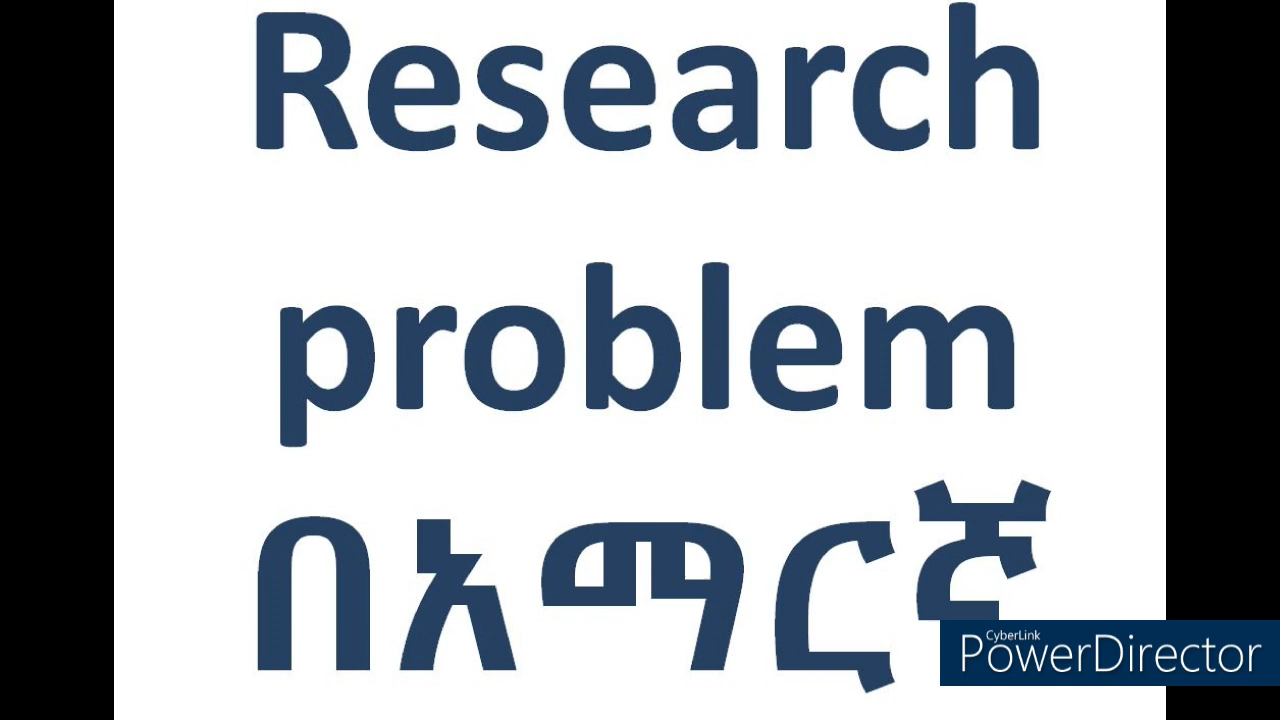 Research
problem
በአማርኛ
CyberLink
PowerDirector